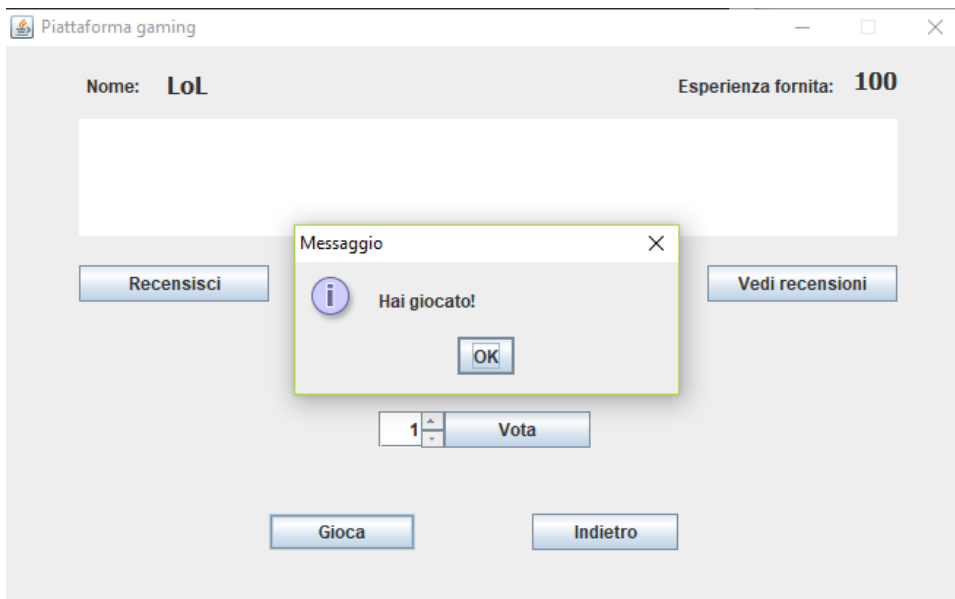 Piattaforma gaming
Nome: LoL Esperienza fornita: 100
Messaggio
Recensisci
Hai giocato!
Vedi recensioni
OK
1 Vota
Gioca Indietro